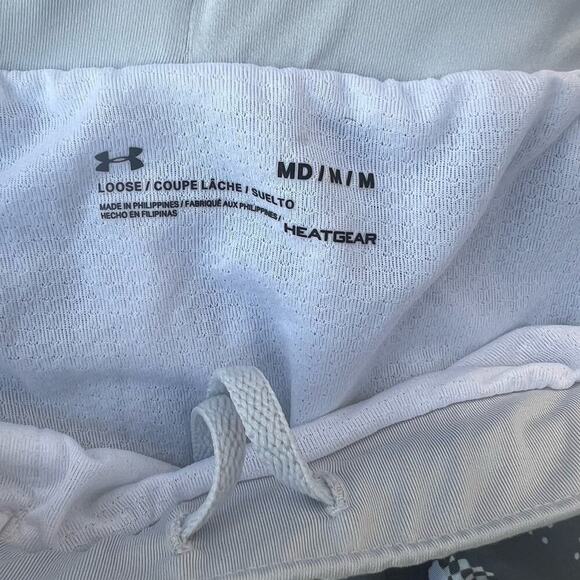 MD / M / M
LOOSE / COUPE LÂCHE / SUELTO
MADE IN PHILIPPINES / FABRIQUÉ AUX PHILIPPINES /
HECHO EN FILIPINAS
HEATGEAR